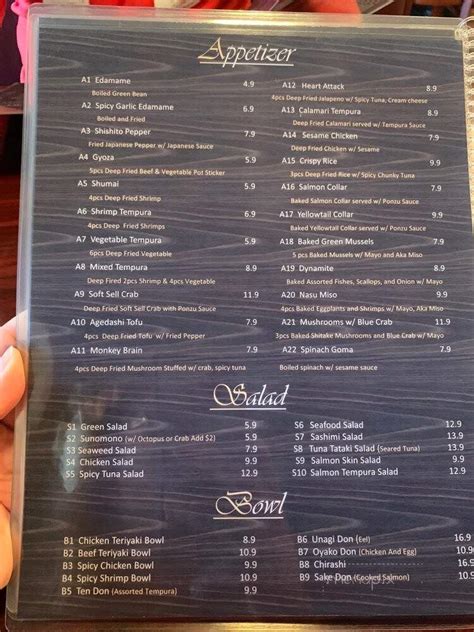 Appetizer
A1 Edamame 4.9
Boiled Green Bean
A2 Spicy Garlic Edamame 6.9
Boiled and Fried
A3 Shishito Pepper 7.9
Fried Japanese Pepper w/ Japanese Sauce
A4 Gyoza 5.9
5pcs Deep Fried Beef & Vegetable Pot Sticker
A5 Shumai 5.9
4pcs Deep Fried Shrimp
A6 Shrimp Tempura 8.9
4pcs Deep Fried Shrimps
A7 Vegetable Tempura 5.9
6pcs Deep Fried Vegetable
A8 Mixed Tempura 8.9
Deep Fried 2pcs Shrimp & 4pcs Vegetable
A9 Soft Sell Crab 11.9
Deep Fried Soft Sell Crab with Ponzu Sauce
A10 Agedashi Tofu 7.9
4pcs Deep Tofu w/ Fried Pepper
A11 Monkey Brain 7.9
4pcs Deep Fried Mushroom Stuffed w/ crab, spicy tuna
A12 Heart Attack 8.9
4pcs Deep Fried Jalapeno w/ Spicy Tuna, Cream cheese
A13 Calamari Tempura 8.9
Deep Fried Calamari served w/ Tempura Sauce
A14 Sesame Chicken 7.9
Deep Fried Chicken w/ Sesame
A15 Crispy Rice 7.9
3pcs Deep Fried Rice w/ Spicy Chunky Tuna
A16 Salmon Collar 8.9
Baked Salmon Collar served w/ Ponzu Sauce
A17 Yellowtail Collar 10.9
Baked Yellowtail Collar served w/ Ponzu Sauce
A18 Baked Green Mussels 7.9
5 pcs Baked Mussels w/ Mayo and Aka Miso
A19 Dynamite 8.9
Baked Assorted Fishes, Scallops, and Onion w/ Mayo
A20 Nasu Miso 9.9
4pcs Baked Eggplants and Shrimps w/ Mayo, Aka Miso
A21 Mushrooms w/ Blue Crab 11.9
3pcs Baked Shitake Mushrooms and Blue Crab w/ Mayo
A22 Spinach Goma 7.9
Boiled spinach w/ sesame sauce
Salad
S1 Green Salad 5.9
S2 Sunomono (w/ Octopus or Crab Add $2) 5.9
S3 Seaweed Salad 7.9
S4 Chicken Salad 9.9
S5 Spicy Tuna Salad 12.9
S6 Seafood Salad 12.9
S7 Sashimi Salad 13.9
S8 Tuna Tataki Salad (Seared Tuna) 13.9
S9 Salmon Skin Salad 9.9
S10 Salmon Tempura Salad 12.9
Bowl
B1 Chicken Teriyaki Bowl 8.9
B2 Beef Teriyaki Bowl 10.9
B3 Spicy Chicken Bowl 9.9
B4 Spicy Shrimp Bowl 10.9
B5 Ten Don (Assorted Tempura) 9.9
B6 Unagi Don (Eel) 16.9
B7 Oyako Don (Chicken And Egg) 10.9
B8 Chirashi 16.9
B9 Sake Don (Cooked Salmon) 10.9